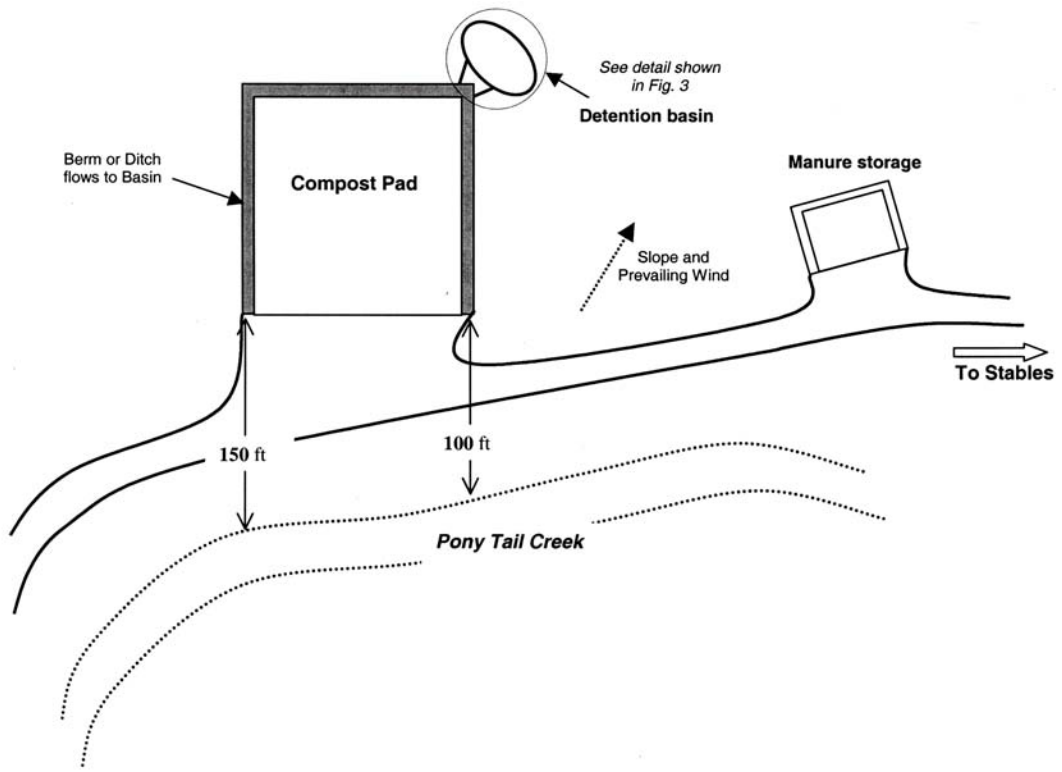 See detail shown
in Fig. 3
Detention basin
Berm or Ditch
flows to Basin
Compost Pad
Manure storage
Slope and
Prevailing Wind
To Stables
150 ft
100 ft
Pony Tail Creek